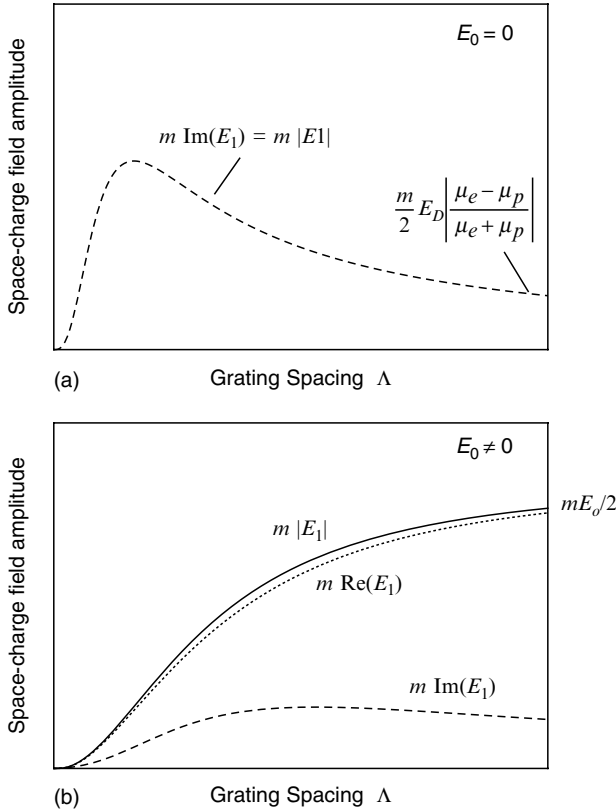 Space-charge field amplitude
E₀ = 0
m Im(E₁) = m |E1|
m/2 E_D |(μₑ − μₚ)/(μₑ + μₚ)|
(a) Grating Spacing Λ
Space-charge field amplitude
E₀ ≠ 0
mEₒ/2
m |E₁|
m Re(E₁)
m Im(E₁)
(b) Grating Spacing Λ